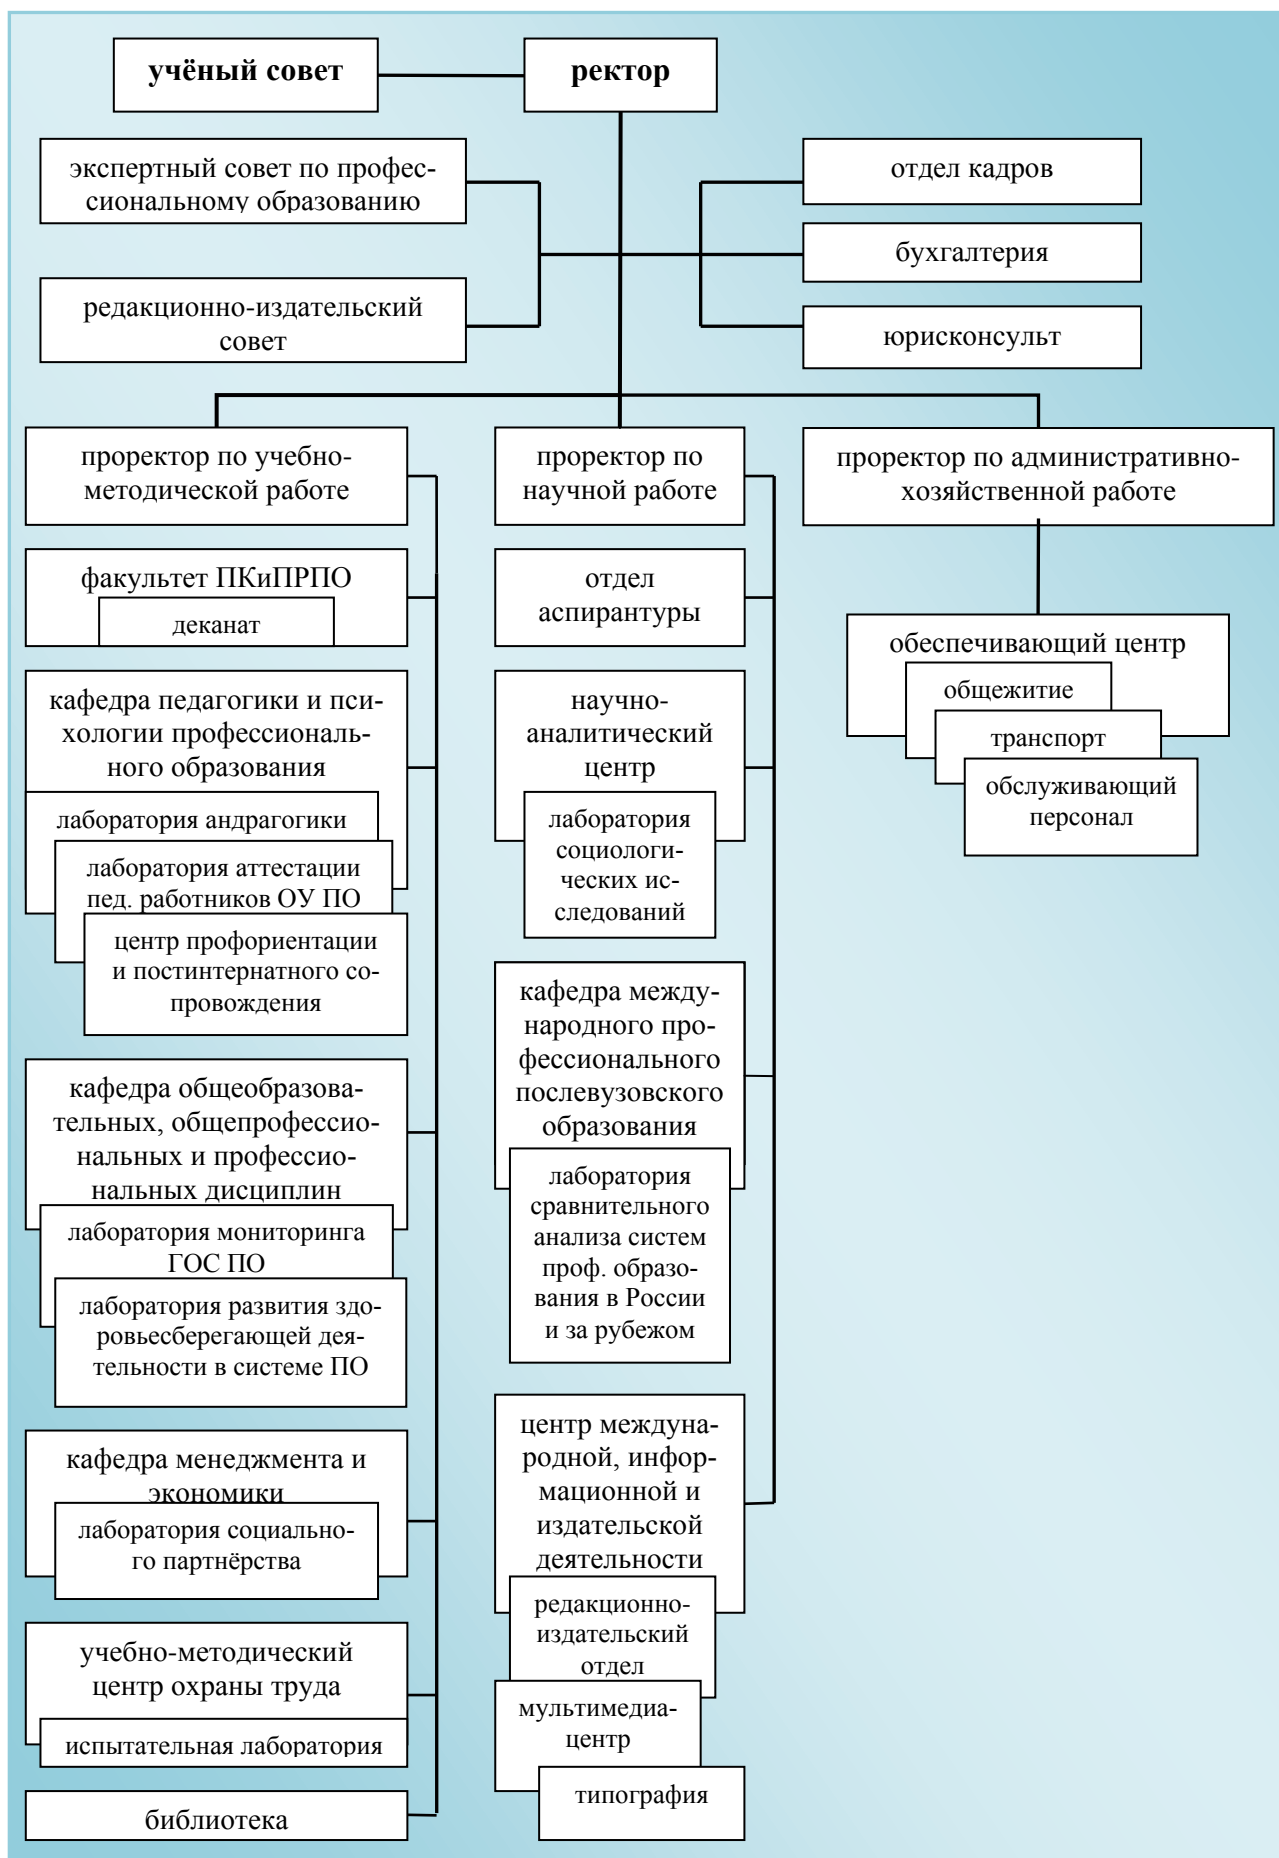 учёный совет
ректор
экспертный совет по профес-
сиональному образованию
редакционно-издательский
совет
отдел кадров
бухгалтерия
юрисконсульт
проректор по учебно-
методической работе
факультет ПКиПРПО
деканат
кафедра педагогики и пси-
хологии профессиональ-
ного образования
лаборатория андрагогики
лаборатория аттестации
пед. работников ОУ ПО
центр профориентации
и постинтернатного со-
провождения
кафедра общеобразова-
тельных, общепрофессио-
нальных и профессио-
нальных дисциплин
лаборатория мониторинга
ГОС ПО
лаборатория развития здо-
ровьесберегающей дея-
тельности в системе ПО
кафедра менеджмента и
экономики
лаборатория социально-
го партнёрства
учебно-методический
центр охраны труда
испытательная лаборатория
библиотека
проректор по
научной работе
отдел
аспирантуры
научно-
аналитический
центр
лаборатория
социологи-
ческих ис-
следований
кафедра между-
народного про-
фессионального
послевузовского
образования
лаборатория
сравнительного
анализа систем
проф. образо-
вания в России
и за рубежом
центр междуна-
родной, инфор-
мационной и
издательской
деятельности
редакционно-
издательский
отдел
мультимедиа-
центр
типография
проректор по административно-
хозяйственной работе
обеспечивающий центр
общежитие
транспорт
обслуживающий
персонал